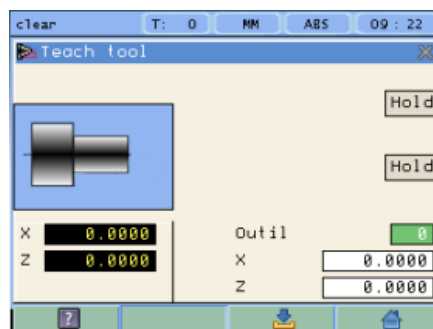 clear T: 0 MM ABS 09 : 22
Teach tool
Hold
Hold
X 0.0000 Outil 0
Z 0.0000 X 0.0000
Z 0.0000
?